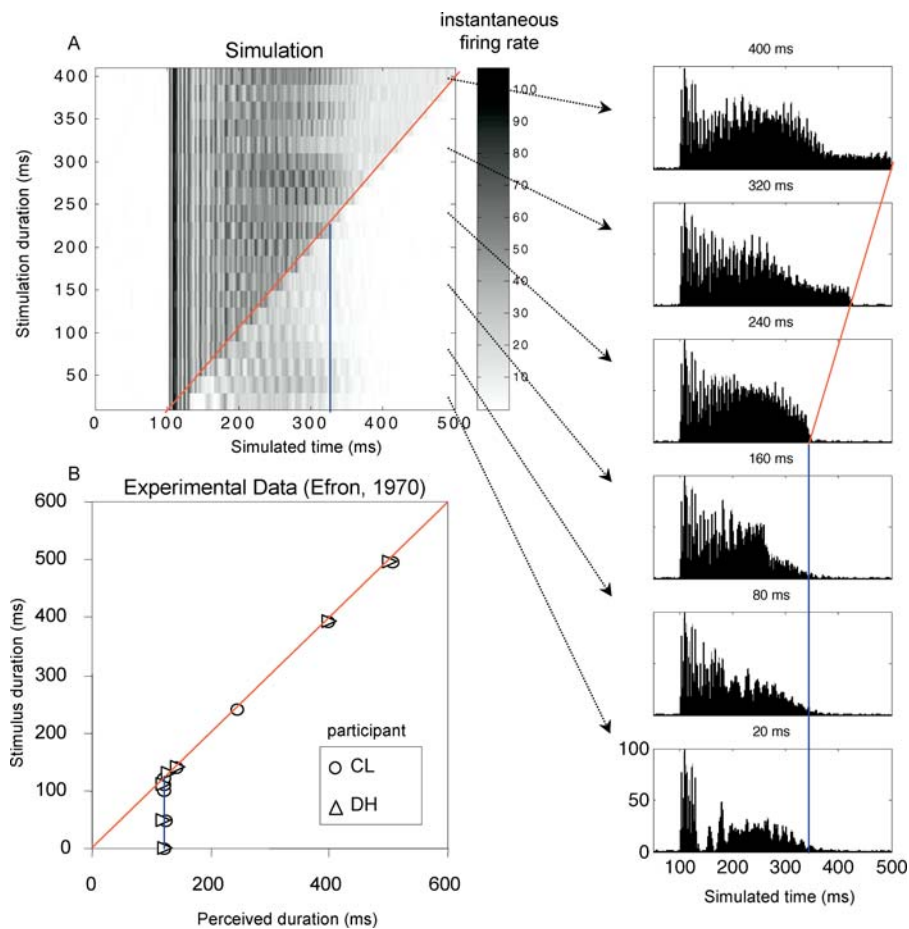 A
Simulation
instantaneous
firing rate
Stimulation duration (ms)
400
350
300
250
200
150
100
50
0 100 200 300 400 500
Simulated time (ms)
100
90
80
70
60
50
40
30
20
10
B
Experimental Data (Efron, 1970)
Stimulus duration (ms)
600
500
400
300
200
100
0
participant
CL
DH
0 200 400 600
Perceived duration (ms)
400 ms
320 ms
240 ms
160 ms
80 ms
20 ms
100
50
0
100 200 300 400 500
Simulated time (ms)